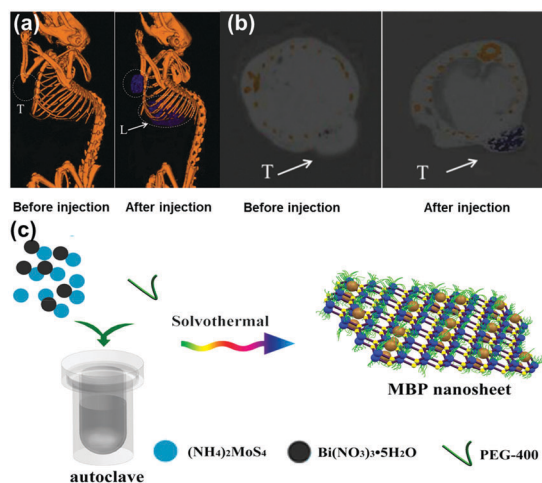 (a)
(b)
T
L
T
T
Before injection
After injection
Before injection
After injection
(c)
Solvothermal
MBP nanosheet
autoclave
(NH₄)₂MoS₄
Bi(NO₃)₃•5H₂O
PEG-400